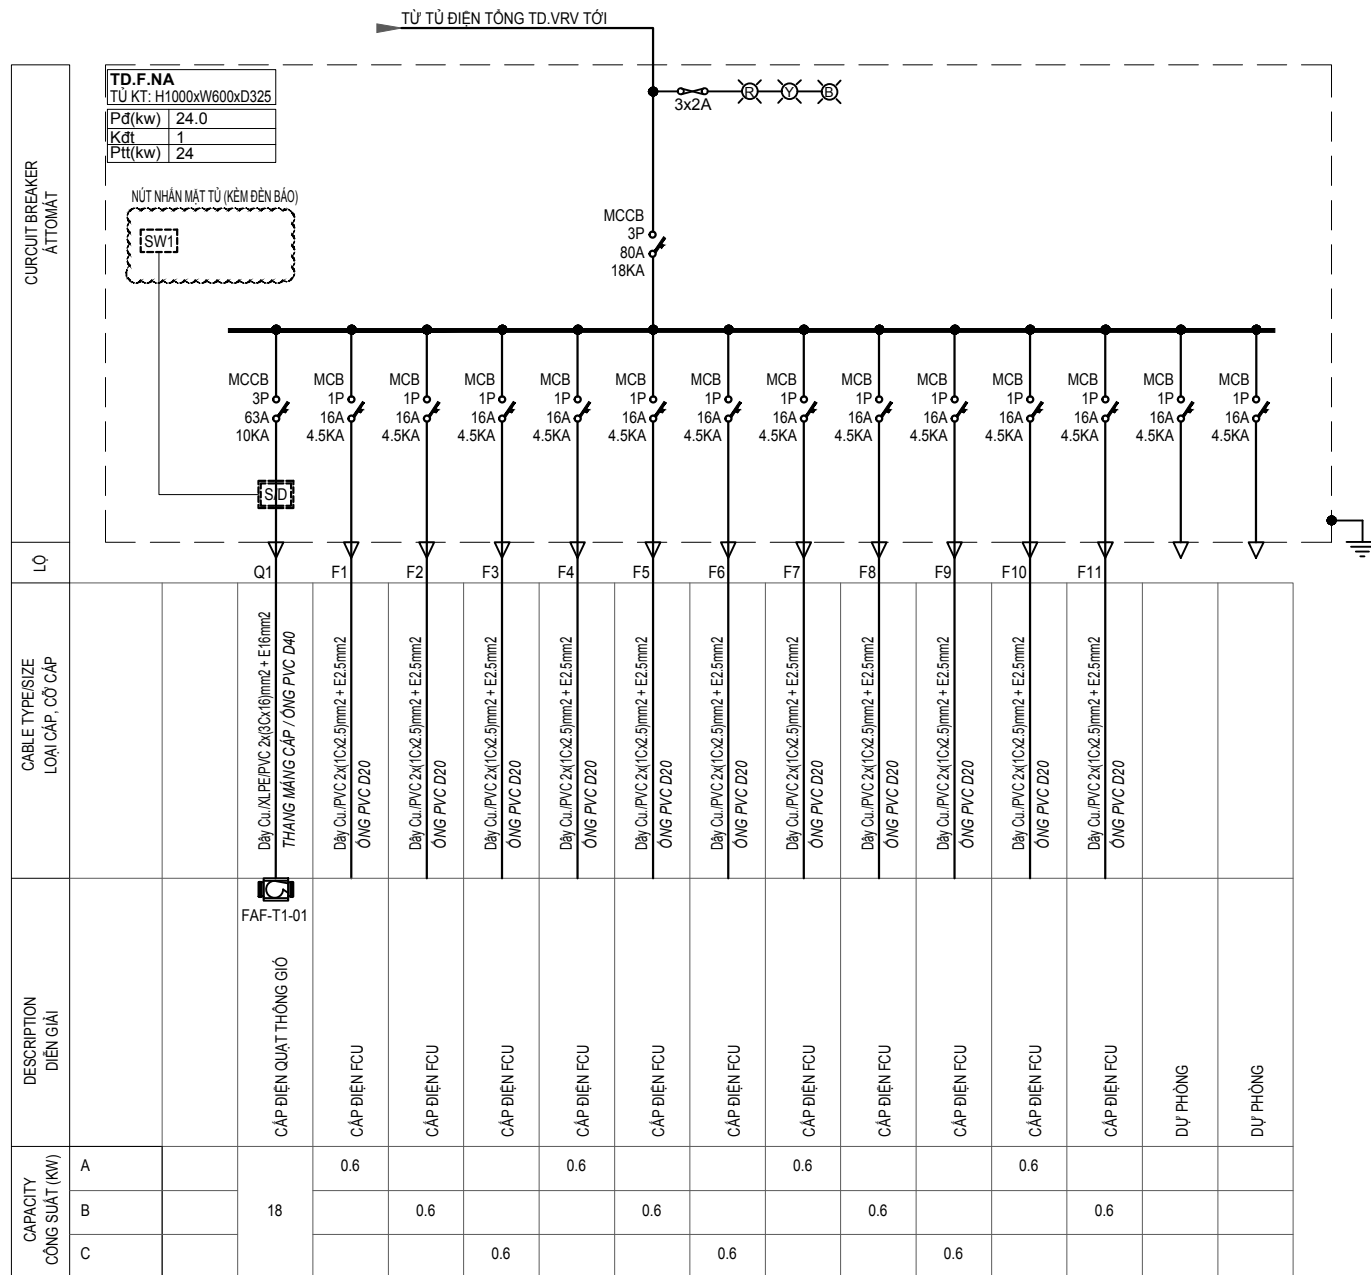 TỪ TỦ ĐIỆN TỔNG TD.VRV TỚI
TD.F.NA
TỦ KT: H1000xW600xD325
Pđ(kw) 24.0
Kđt 1
Ptt(kw) 24
3x2A
R Y B
NÚT NHẤN MẶT TỦ (KÈM ĐÈN BÁO)
SW1
CURCUIT BREAKER
ÁTTOMÁT
MCCB
3P
80A
18KA
MCCB MCB MCB MCB MCB MCB MCB MCB MCB MCB MCB MCB MCB MCB
3P 1P 1P 1P 1P 1P 1P 1P 1P 1P 1P 1P 1P 1P
63A 16A 16A 16A 16A 16A 16A 16A 16A 16A 16A 16A 16A 16A
10KA 4.5KA 4.5KA 4.5KA 4.5KA 4.5KA 4.5KA 4.5KA 4.5KA 4.5KA 4.5KA 4.5KA 4.5KA 4.5KA
S/D
LỘ
Q1 F1 F2 F3 F4 F5 F6 F7 F8 F9 F10 F11
CABLE TYPE/SIZE
LOẠI CÁP, CỠ CÁP
Dây Cu./XLPE/PVC 2x(3Cx16)mm2 + E16mm2
THANG MÁNG CÁP / ỐNG PVC D40
Dây Cu./PVC 2x(1Cx2.5)mm2 + E2.5mm2
ỐNG PVC D20
Dây Cu./PVC 2x(1Cx2.5)mm2 + E2.5mm2
ỐNG PVC D20
Dây Cu./PVC 2x(1Cx2.5)mm2 + E2.5mm2
ỐNG PVC D20
Dây Cu./PVC 2x(1Cx2.5)mm2 + E2.5mm2
ỐNG PVC D20
Dây Cu./PVC 2x(1Cx2.5)mm2 + E2.5mm2
ỐNG PVC D20
Dây Cu./PVC 2x(1Cx2.5)mm2 + E2.5mm2
ỐNG PVC D20
Dây Cu./PVC 2x(1Cx2.5)mm2 + E2.5mm2
ỐNG PVC D20
Dây Cu./PVC 2x(1Cx2.5)mm2 + E2.5mm2
ỐNG PVC D20
Dây Cu./PVC 2x(1Cx2.5)mm2 + E2.5mm2
ỐNG PVC D20
Dây Cu./PVC 2x(1Cx2.5)mm2 + E2.5mm2
ỐNG PVC D20
Dây Cu./PVC 2x(1Cx2.5)mm2 + E2.5mm2
ỐNG PVC D20
FAF-T1-01
DESCRIPTION
DIỄN GIẢI
CẤP ĐIỆN QUẠT THÔNG GIÓ
CẤP ĐIỆN FCU
CẤP ĐIỆN FCU
CẤP ĐIỆN FCU
CẤP ĐIỆN FCU
CẤP ĐIỆN FCU
CẤP ĐIỆN FCU
CẤP ĐIỆN FCU
CẤP ĐIỆN FCU
CẤP ĐIỆN FCU
CẤP ĐIỆN FCU
CẤP ĐIỆN FCU
DỰ PHÒNG
DỰ PHÒNG
CAPACITY
CÔNG SUẤT (KW)
A 0.6 0.6 0.6 0.6
B 18 0.6 0.6 0.6 0.6
C 0.6 0.6 0.6